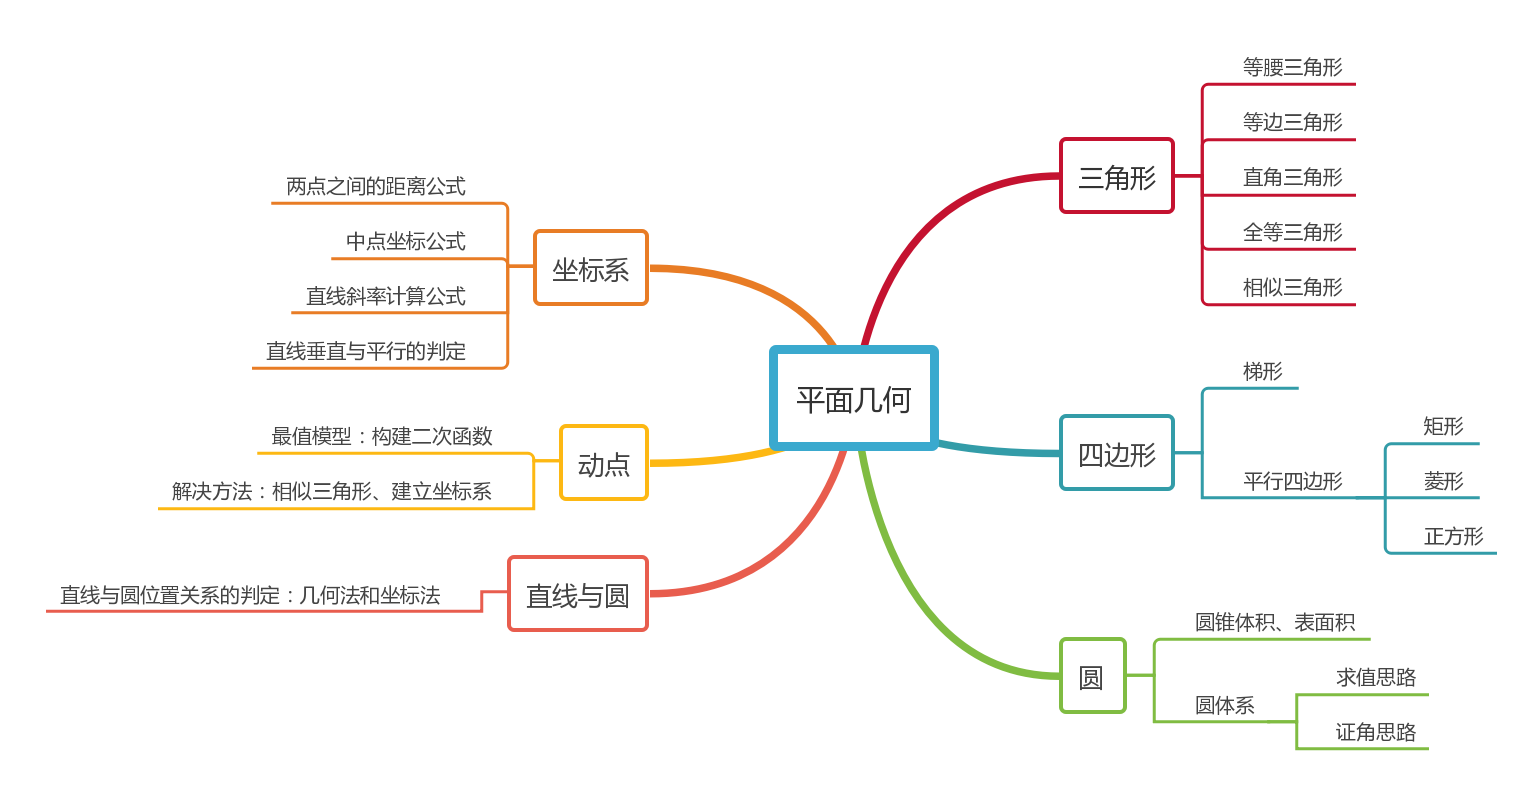 平面几何
三角形
等腰三角形
等边三角形
直角三角形
全等三角形
相似三角形
四边形
梯形
平行四边形
矩形
菱形
正方形
圆
圆锥体积、表面积
圆体系
求值思路
证角思路
坐标系
两点之间的距离公式
中点坐标公式
直线斜率计算公式
直线垂直与平行的判定
动点
最值模型：构建二次函数
解决方法：相似三角形、建立坐标系
直线与圆
直线与圆位置关系的判定：几何法和坐标法